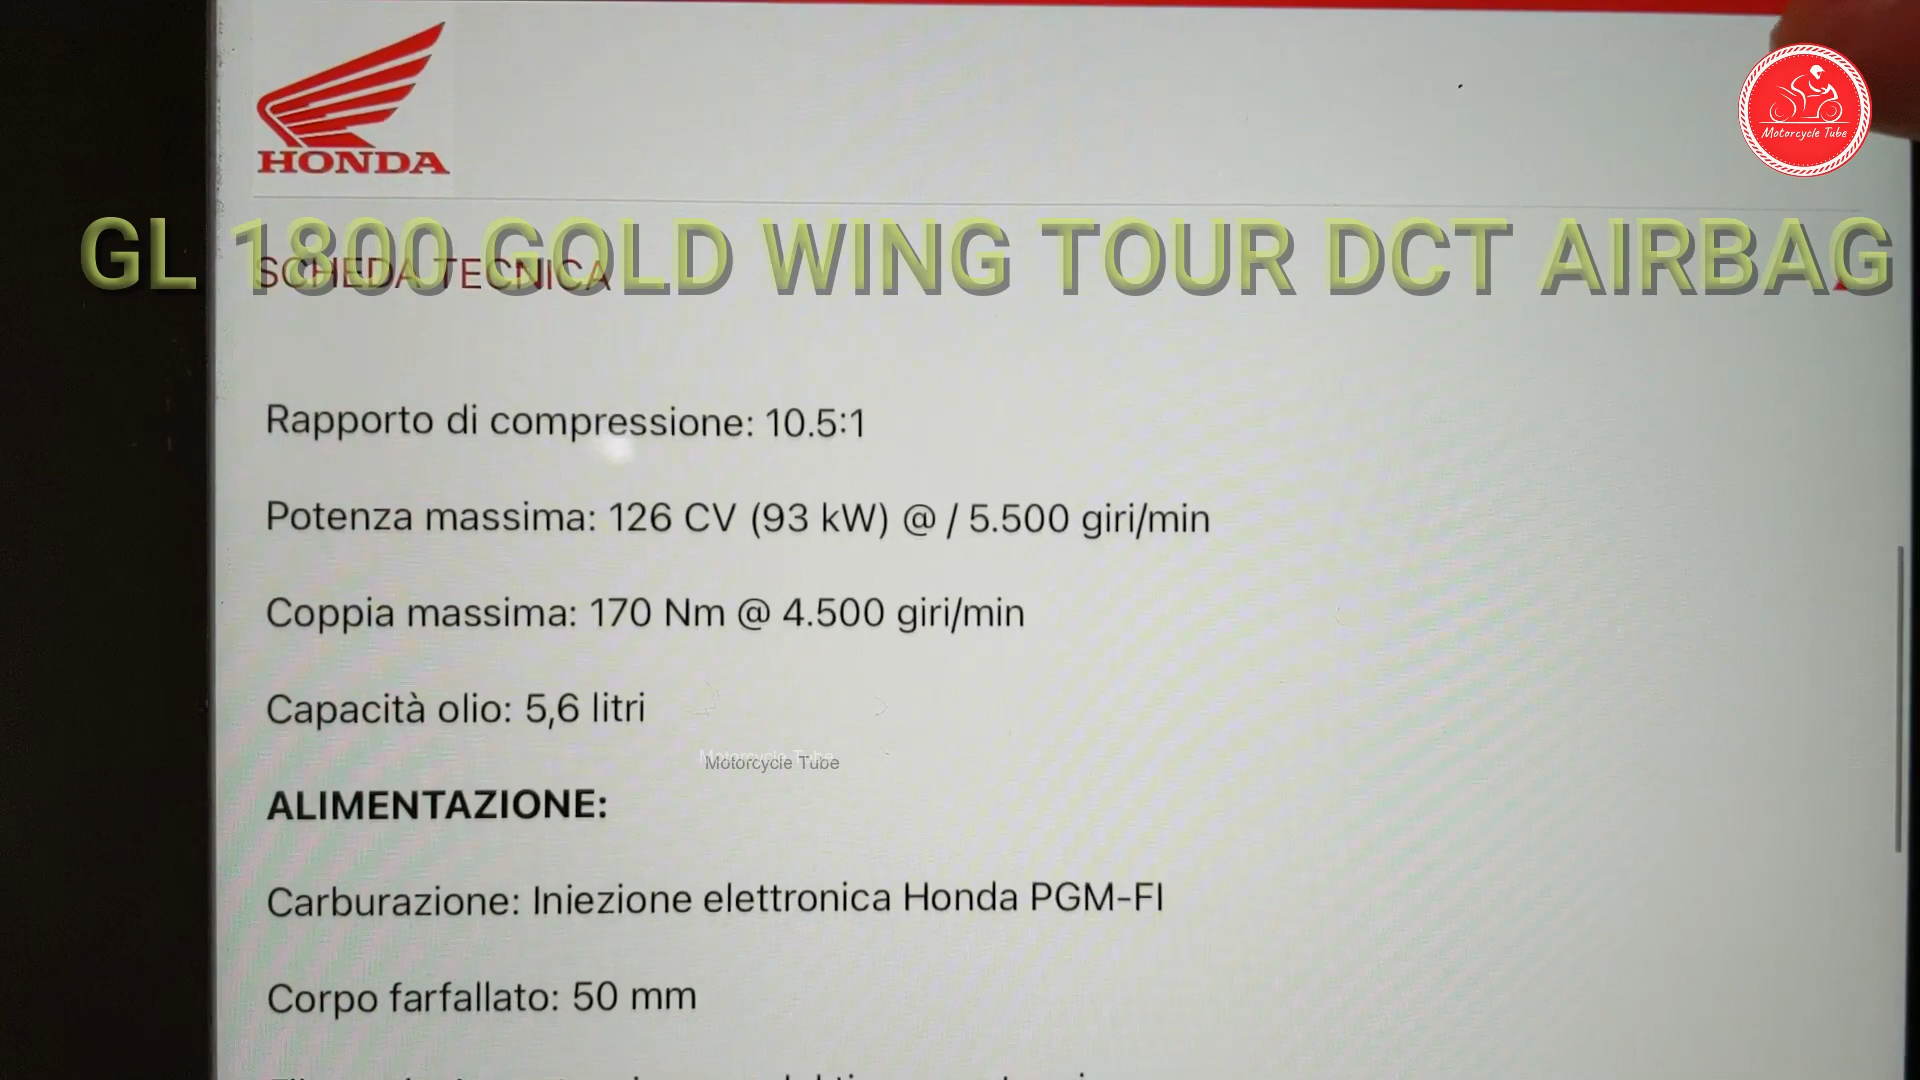 HONDA
Motorcycle Tube
GL 1800 GOLD WING TOUR DCT AIRBAG
SCHEDA TECNICA
Rapporto di compressione: 10.5:1
Potenza massima: 126 CV (93 kW) @ / 5.500 giri/min
Coppia massima: 170 Nm @ 4.500 giri/min
Capacità olio: 5,6 litri
Motorcycle Tube
ALIMENTAZIONE:
Carburazione: Iniezione elettronica Honda PGM-FI
Corpo farfallato: 50 mm